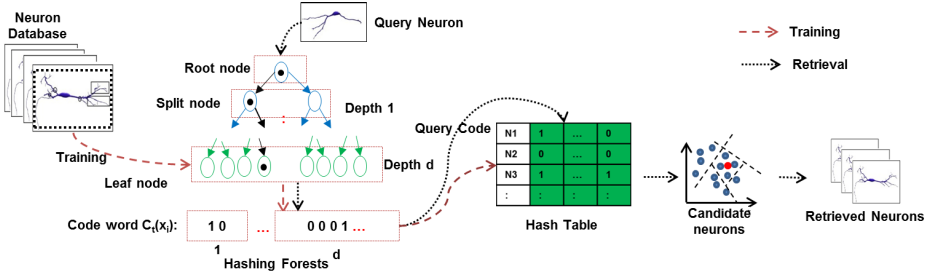 Neuron
Database
Query Neuron
Training
Retrieval
Root node
Split node
Depth 1
:
Query Code
Training
Leaf node
Depth d
N1 1 ... 0
N2 0 ... 0
N3 1 ... 1
: : :
Code word Cₜ(xᵢ):
1 0 ... 0 0 0 1 ...
1 d
Hashing Forests
Hash Table
Candidate
neurons
Retrieved Neurons